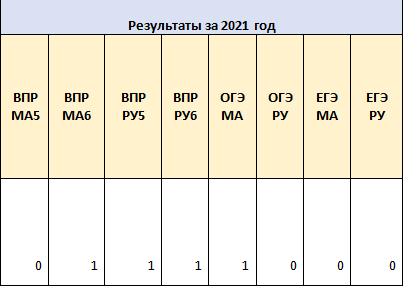 Результаты за 2021 год
ВПР МА5 ВПР МА6 ВПР РУ5 ВПР РУ6 ОГЭ МА ОГЭ РУ ЕГЭ МА ЕГЭ РУ
0 1 1 1 1 0 0 0